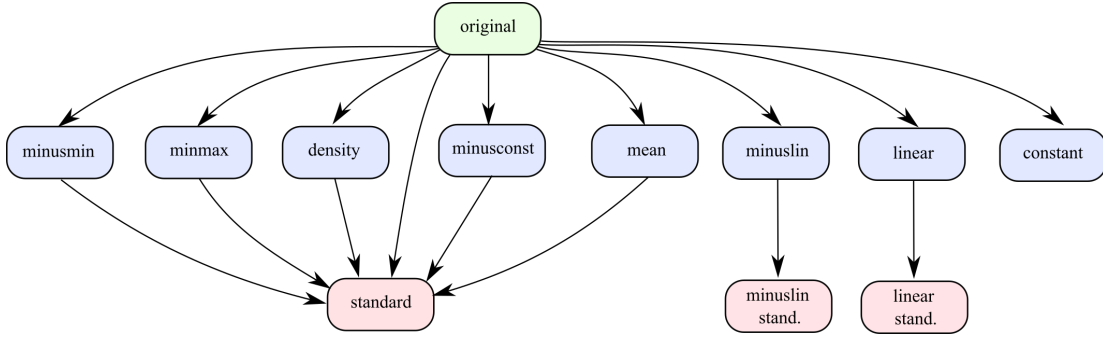 original
minusmin
minmax
density
minusconst
mean
minuslin
linear
constant
standard
minuslin
stand.
linear
stand.